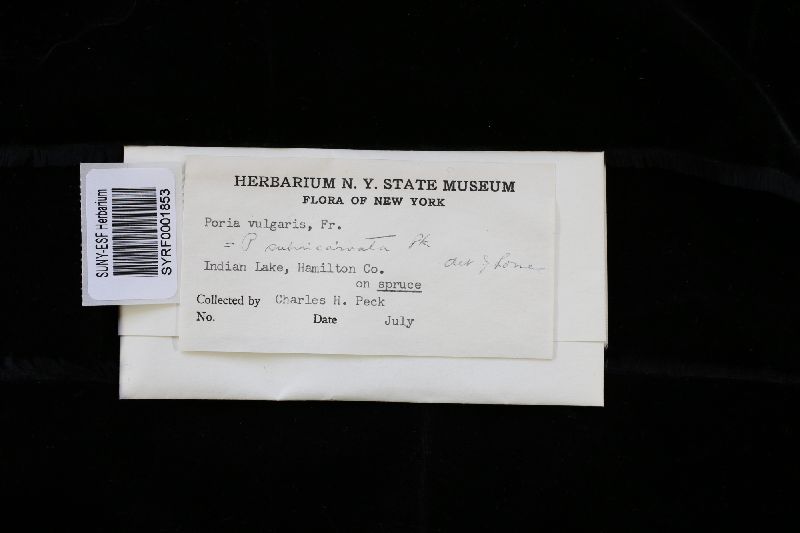 SUNY-ESF Herbarium
SYRF0001853
HERBARIUM N. Y. STATE MUSEUM
FLORA OF NEW YORK
Poria vulgaris, Fr.
= P subincarnata Pk
Indian Lake, Hamilton Co.
det J Lowe
on spruce
Collected by Charles H. Peck
No. Date July